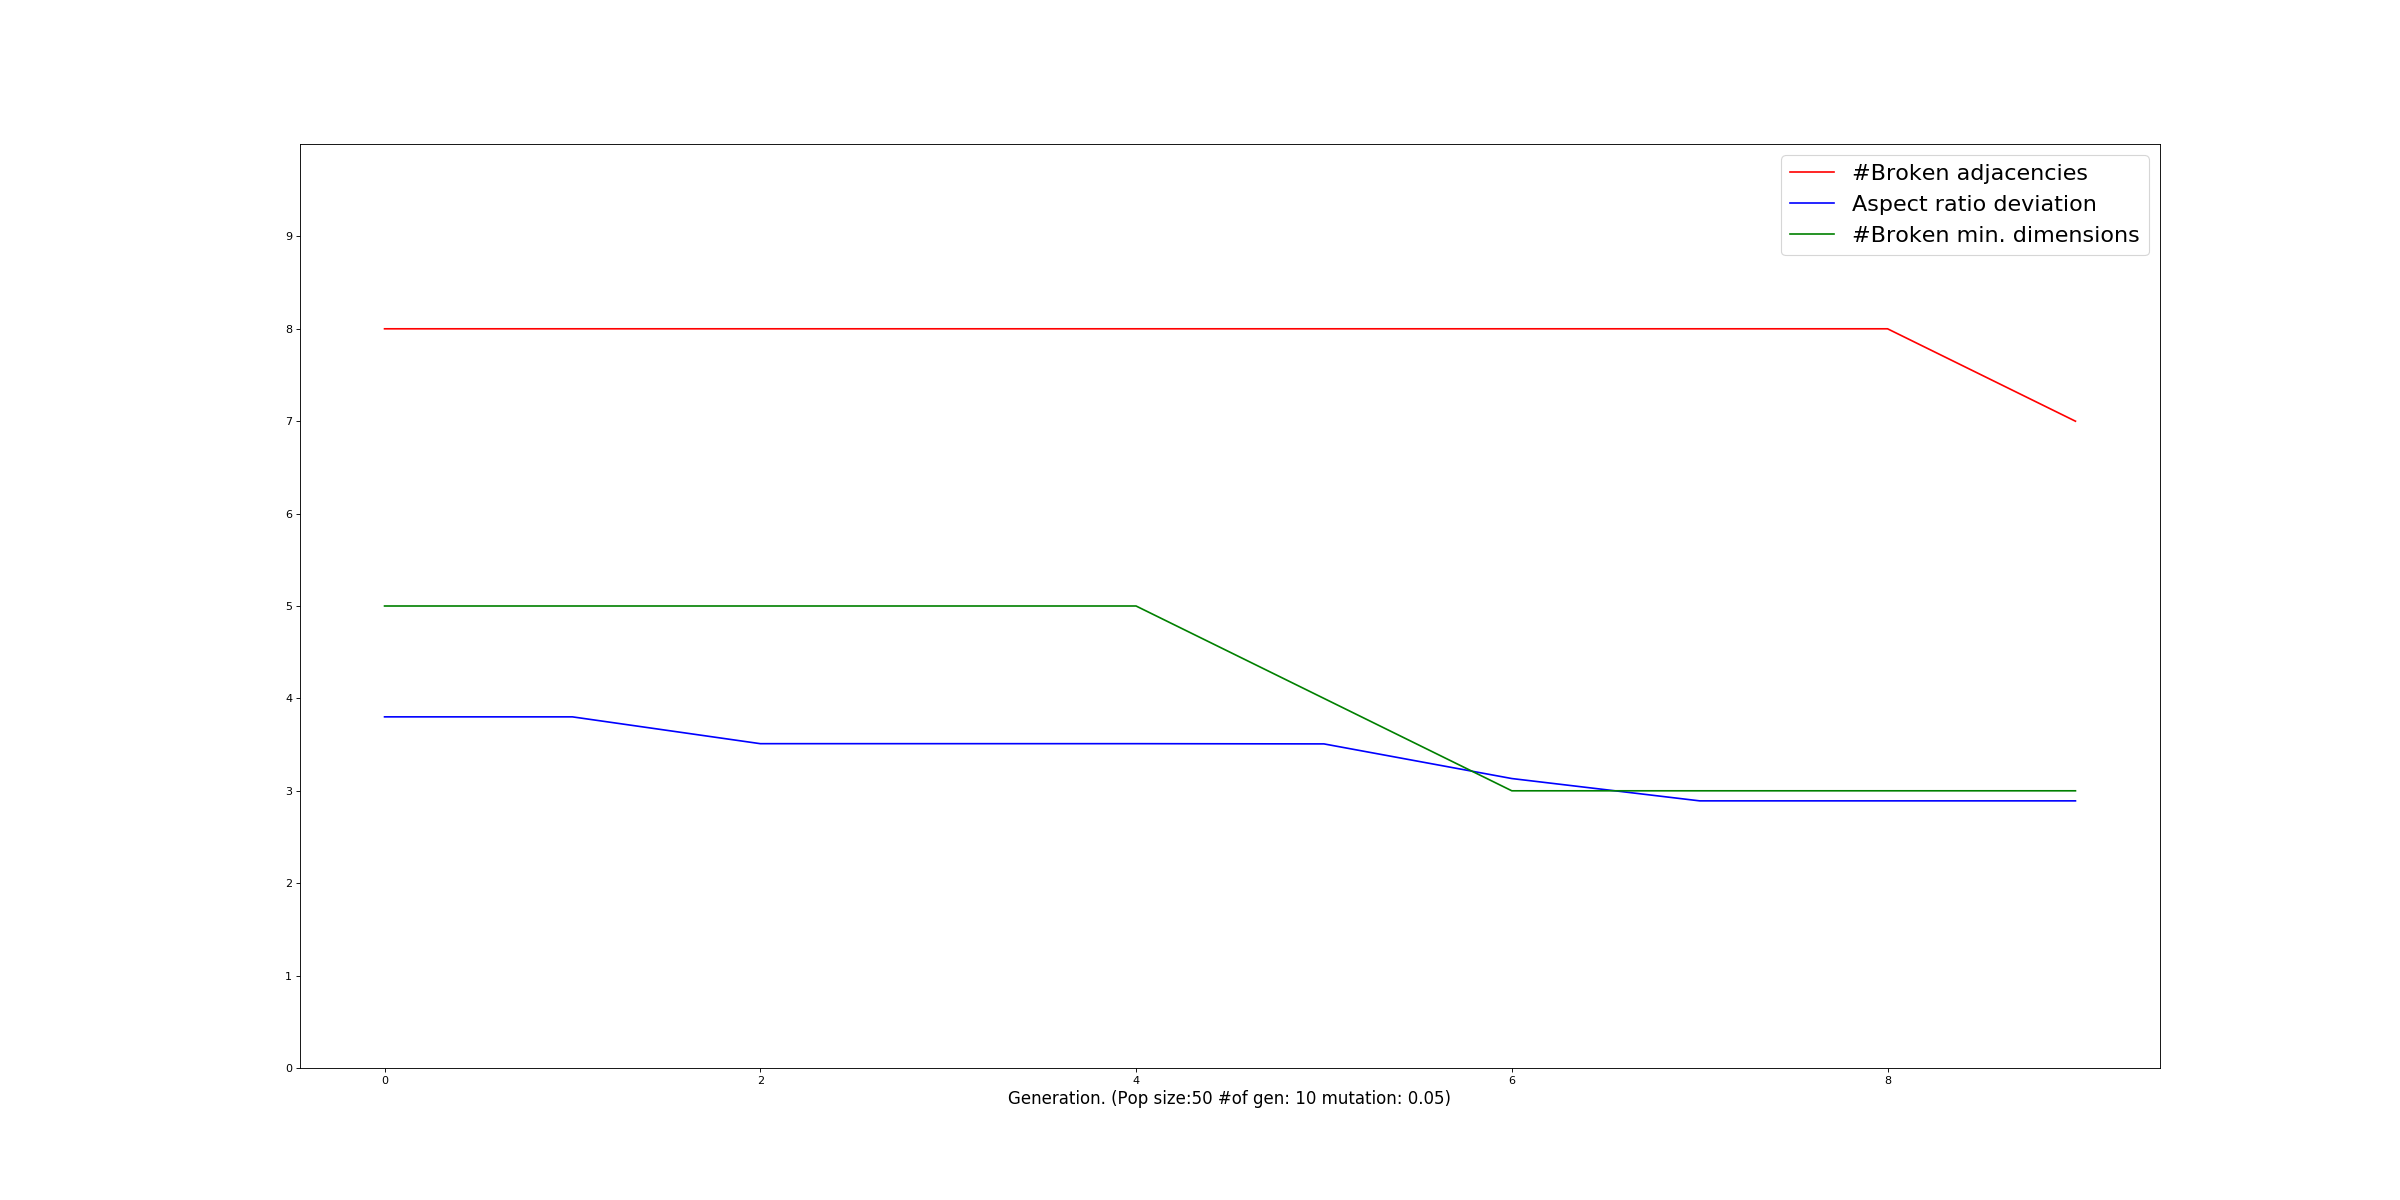 #Broken adjacencies
Aspect ratio deviation
#Broken min. dimensions
9
8
7
6
5
4
3
2
1
0
0 2 4 6 8
Generation. (Pop size:50 #of gen: 10 mutation: 0.05)